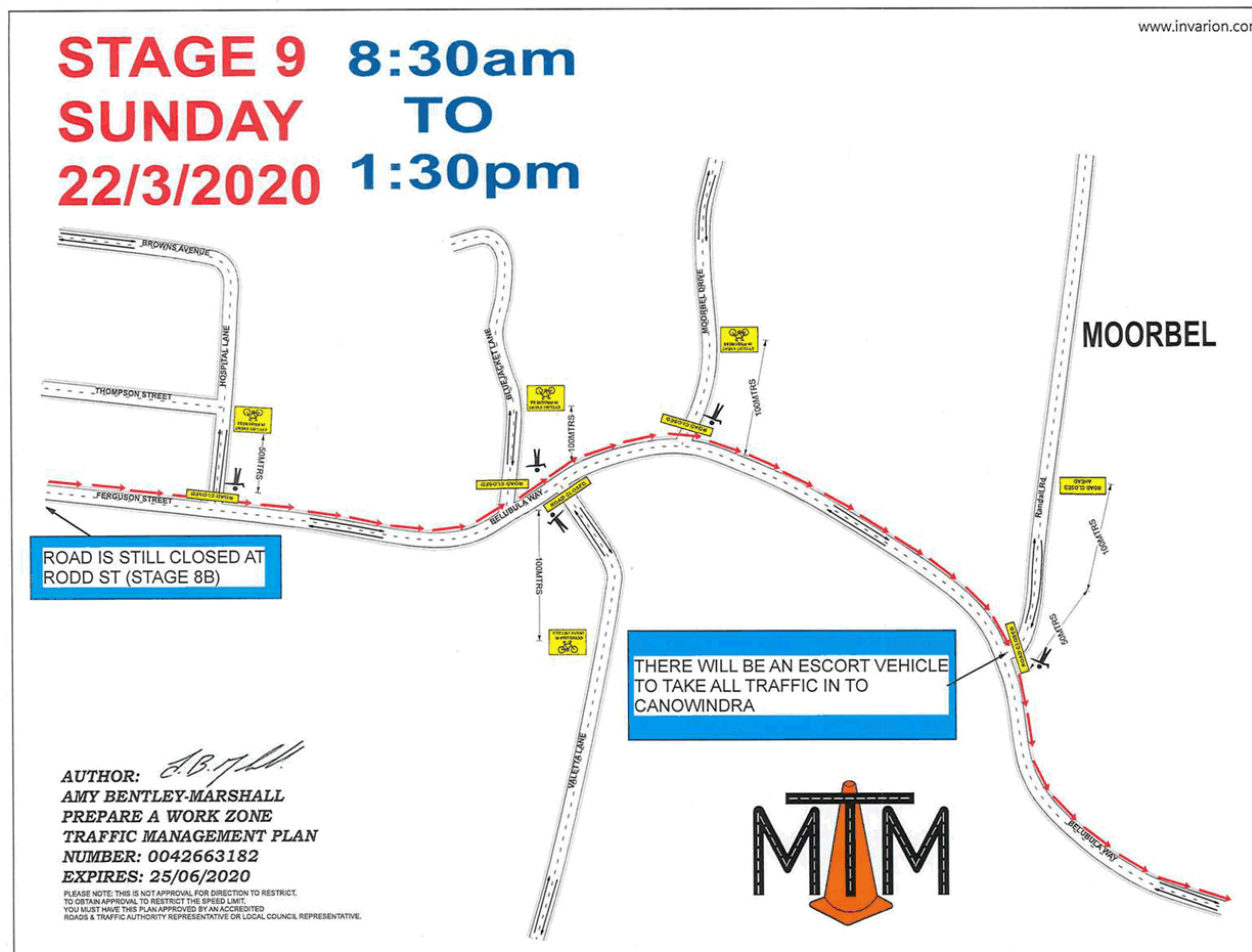 www.invarion.com
STAGE 9
SUNDAY
22/3/2020
8:30am
TO
1:30pm
BROWNS AVENUE
HOSPITAL LANE
THOMPSON STREET
FERGUSON STREET
BLUEJACKET LANE
BELUBULA WAY
MOORBEL DRIVE
MOORBEL
Randall Rd
VALETTA LANE
BELUBULA WAY
50MTRS
100MTRS
100MTRS
100MTRS
100MTRS
50MTRS
ROAD CLOSED
ROAD CLOSED
ROAD CLOSED
ROAD CLOSED
ROAD CLOSED
ROAD CLOSED
AHEAD
ROAD IS STILL CLOSED AT
RODD ST (STAGE 8B)
THERE WILL BE AN ESCORT VEHICLE
TO TAKE ALL TRAFFIC IN TO
CANOWINDRA
AUTHOR:
AMY BENTLEY-MARSHALL
PREPARE A WORK ZONE
TRAFFIC MANAGEMENT PLAN
NUMBER: 0042663182
EXPIRES: 25/06/2020
PLEASE NOTE: THIS IS NOT APPROVAL FOR DIRECTION TO RESTRICT.
TO OBTAIN APPROVAL TO RESTRICT THE SPEED LIMIT,
YOU MUST HAVE THIS PLAN APPROVED BY AN ACCREDITED
ROADS & TRAFFIC AUTHORITY REPRESENTATIVE OR LOCAL COUNCIL REPRESENTATIVE.
MTM